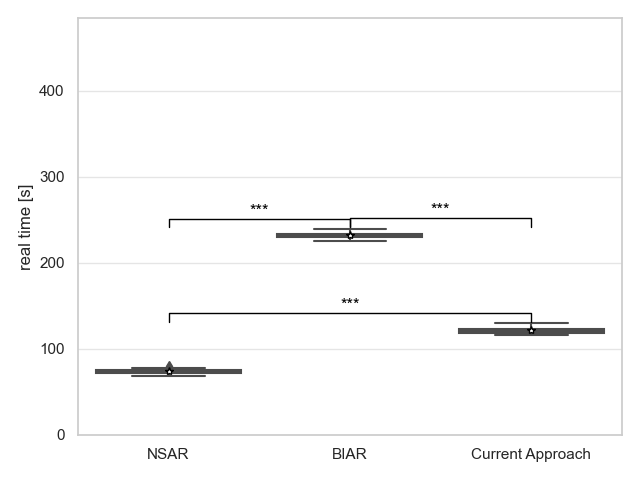 400
300
200
100
0
real time [s]
***
***
***
NSAR
BIAR
Current Approach